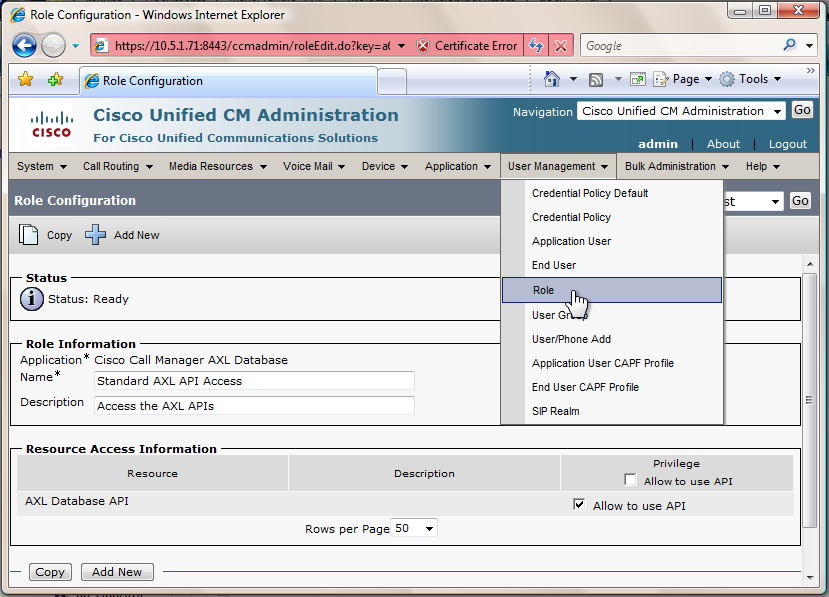 Role Configuration - Windows Internet Explorer
https://10.5.1.71:8443/ccmadmin/roleEdit.do?key=a0 Certificate Error Google
Role Configuration Page Tools »
CISCO
Cisco Unified CM Administration
For Cisco Unified Communications Solutions
Navigation Cisco Unified CM Administration Go
admin | About | Logout
System Call Routing Media Resources Voice Mail Device Application User Management Bulk Administration Help
Credential Policy Default
Credential Policy
Application User
End User
Role
User Group
User/Phone Add
Application User CAPF Profile
End User CAPF Profile
SIP Realm
Role Configuration
st Go
Copy Add New
Status
i Status: Ready
Role Information
Application* Cisco Call Manager AXL Database
Name* Standard AXL API Access
Description Access the AXL APIs
Resource Access Information
Resource Description Privilege
Allow to use API
AXL Database API Allow to use API
Rows per Page 50
Copy Add New